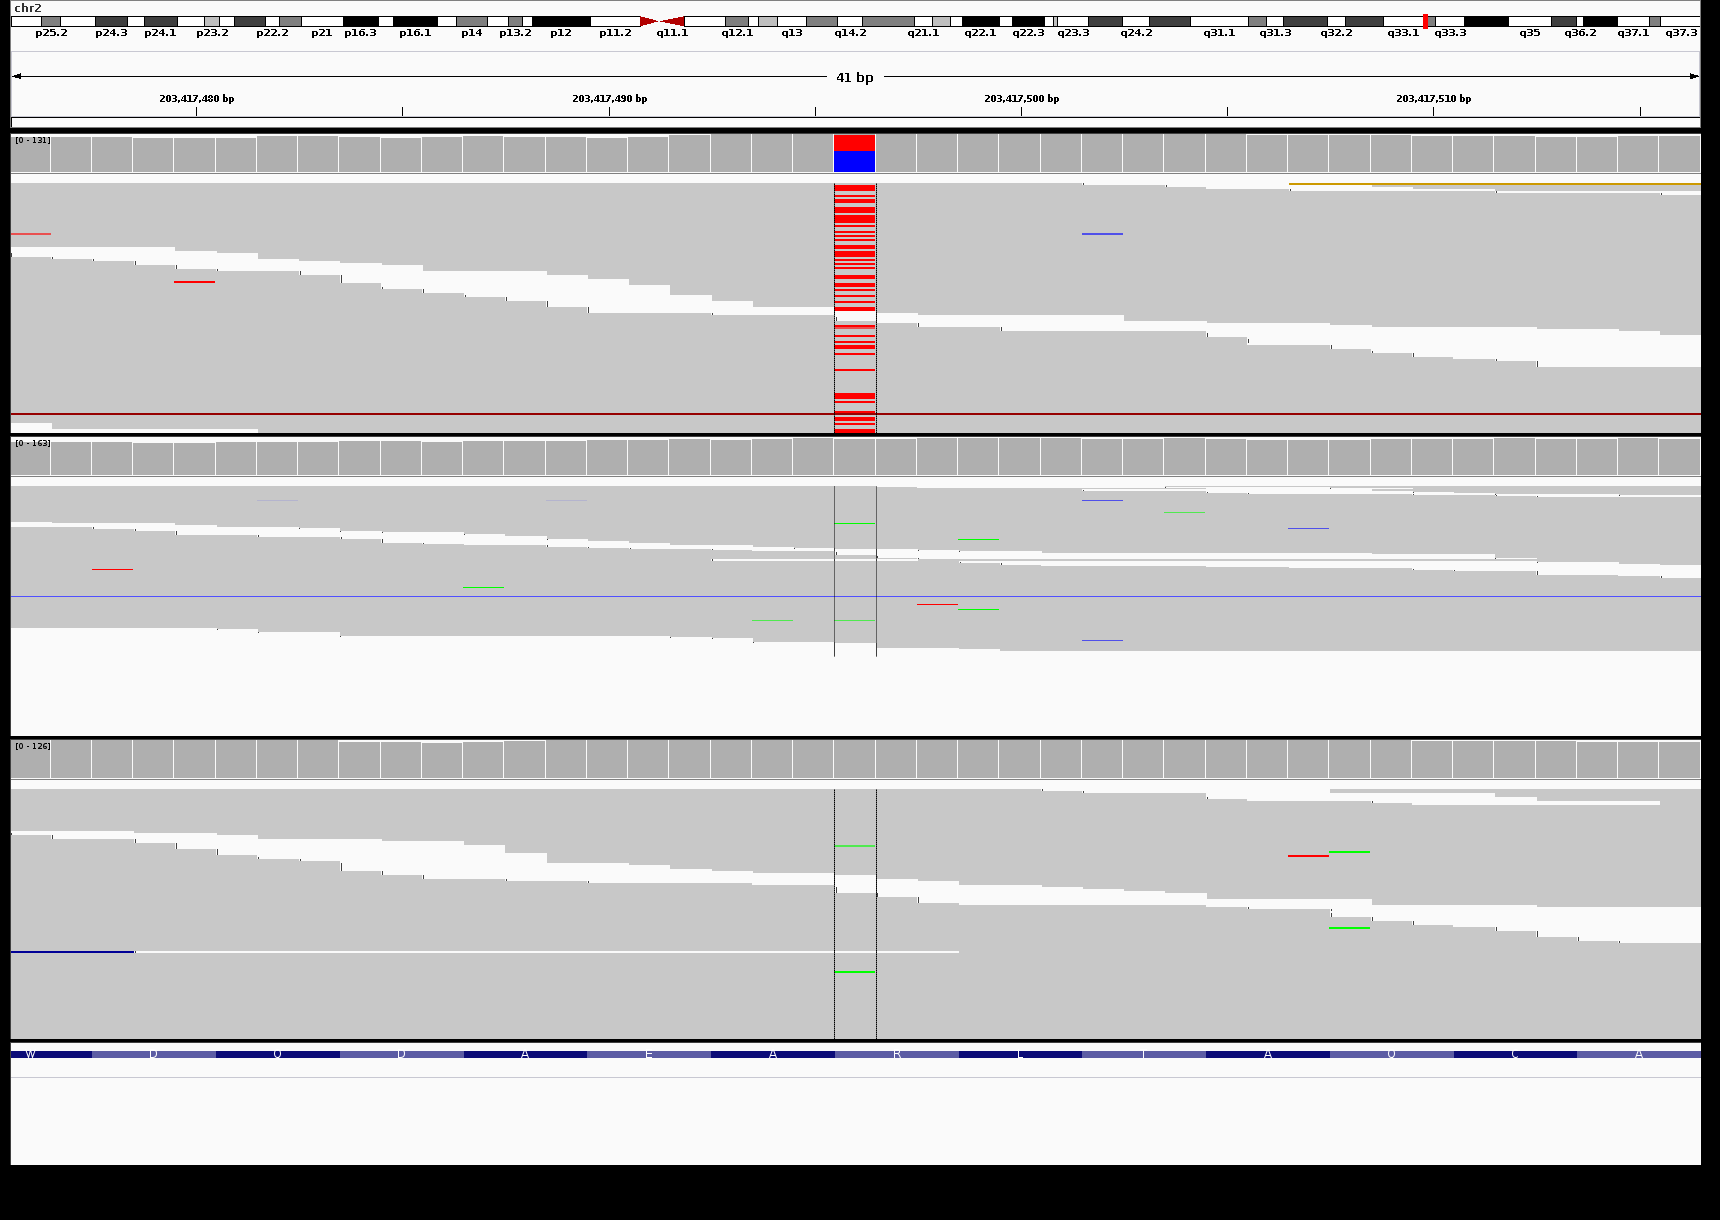 chr2
p25.2 p24.3 p24.1 p23.2 p22.2 p21 p16.3 p16.1 p14 p13.2 p12 p11.2 q11.1 q12.1 q13 q14.2 q21.1 q22.1 q22.3 q23.3 q24.2 q31.1 q31.3 q32.2 q33.1 q33.3 q35 q36.2 q37.1 q37.3
41 bp
203,417,480 bp 203,417,490 bp 203,417,500 bp 203,417,510 bp
[0 - 131]
[0 - 163]
[0 - 126]
W D D A E A R L A C A